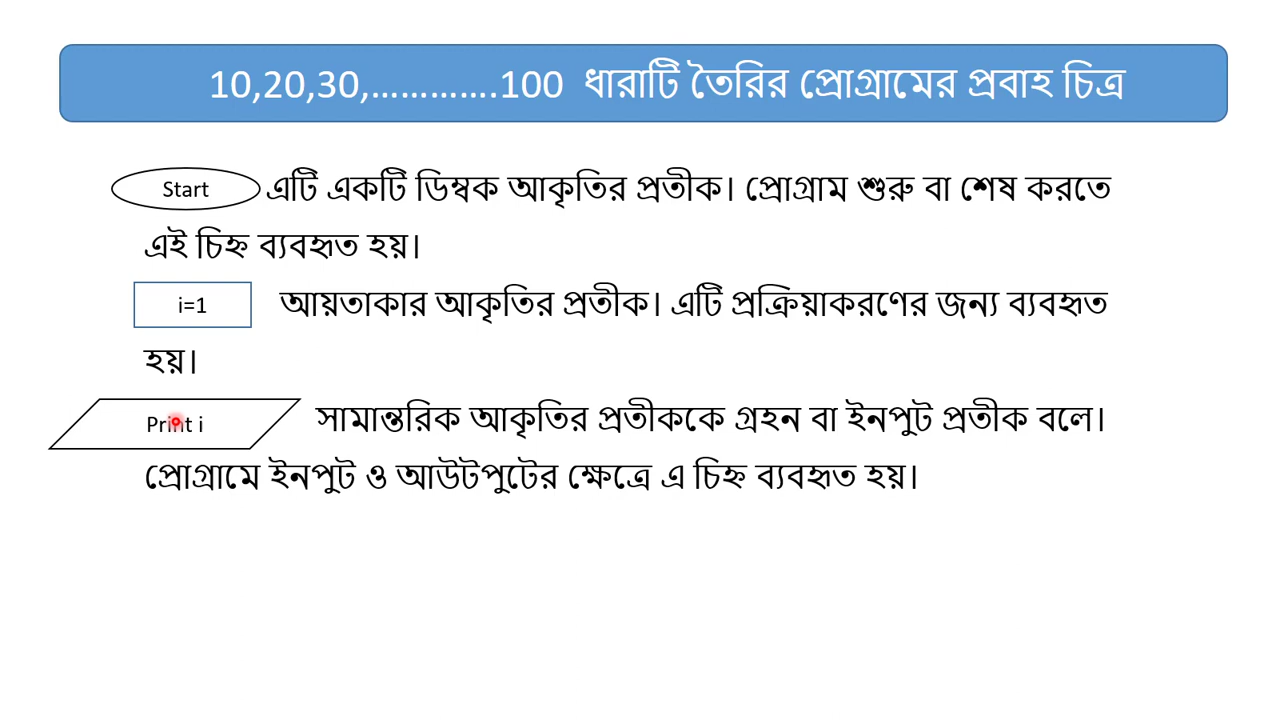 10,20,30,………….100 ধারাটি তৈরির প্রোগ্রামের প্রবাহ চিত্র
Start এটি একটি ডিম্বক আকৃতির প্রতীক। প্রোগ্রাম শুরু বা শেষ করতে
এই চিহ্ন ব্যবহৃত হয়।
i=1 আয়তাকার আকৃতির প্রতীক। এটি প্রক্রিয়াকরণের জন্য ব্যবহৃত
হয়।
Print i সামান্তরিক আকৃতির প্রতীককে গ্রহন বা ইনপুট প্রতীক বলে।
প্রোগ্রামে ইনপুট ও আউটপুটের ক্ষেত্রে এ চিহ্ন ব্যবহৃত হয়।